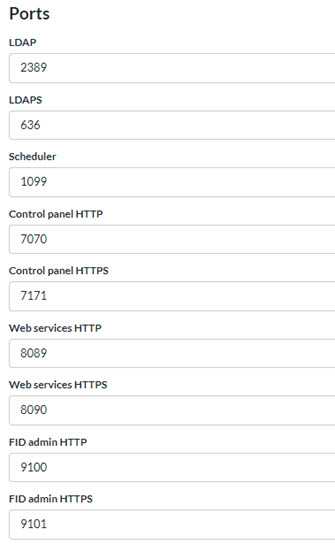 Ports
LDAP
2389
LDAPS
636
Scheduler
1099
Control panel HTTP
7070
Control panel HTTPS
7171
Web services HTTP
8089
Web services HTTPS
8090
FID admin HTTP
9100
FID admin HTTPS
9101